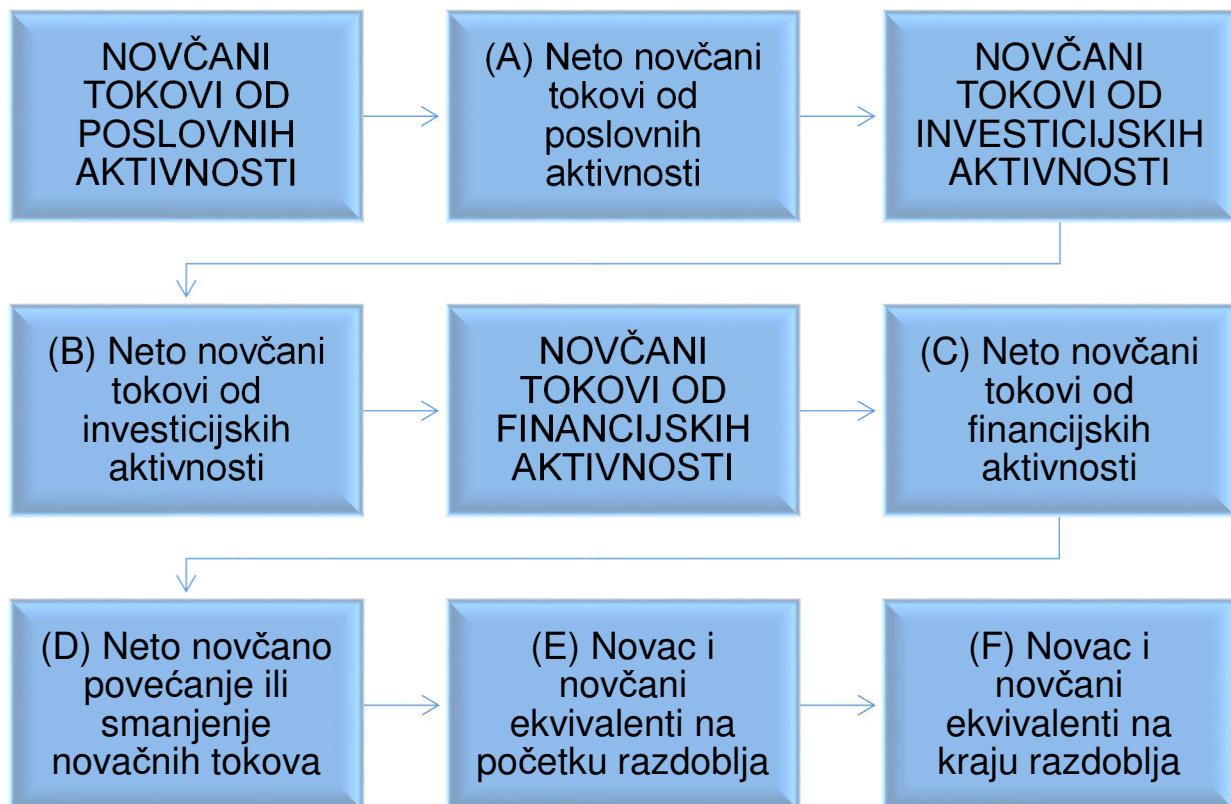 NOVČANI
TOKOVI OD
POSLOVNIH
AKTIVNOSTI
(A) Neto novčani
tokovi od
poslovnih
aktivnosti
NOVČANI
TOKOVI OD
INVESTICIJSKIH
AKTIVNOSTI
(B) Neto novčani
tokovi od
investicijskih
aktivnosti
NOVČANI
TOKOVI OD
FINANCIJSKIH
AKTIVNOSTI
(C) Neto novčani
tokovi od
financijskih
aktivnosti
(D) Neto novčano
povećanje ili
smanjenje
novačnih tokova
(E) Novac i
novčani
ekvivalenti na
početku razdoblja
(F) Novac i
novčani
ekvivalenti na
kraju razdoblja